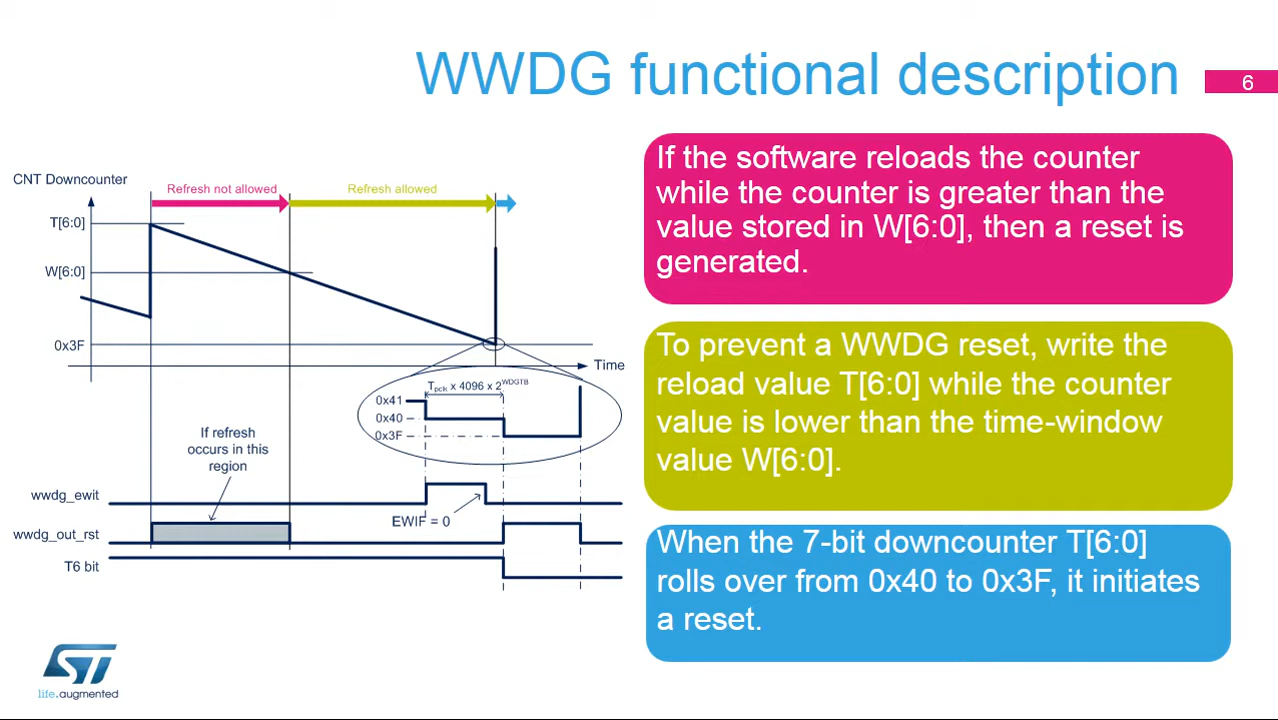 WWDG functional description
6
CNT Downcounter
Refresh not allowed
Refresh allowed
T[6:0]
W[6:0]
0x3F
Time
Tpclk x 4096 x 2WDGTB
0x41
0x40
0x3F
If refresh
occurs in this
region
wwdg_ewit
EWIF = 0
wwdg_out_rst
T6 bit
If the software reloads the counter
while the counter is greater than the
value stored in W[6:0], then a reset is
generated.
To prevent a WWDG reset, write the
reload value T[6:0] while the counter
value is lower than the time-window
value W[6:0].
When the 7-bit downcounter T[6:0]
rolls over from 0x40 to 0x3F, it initiates
a reset.
ST
life.augmented